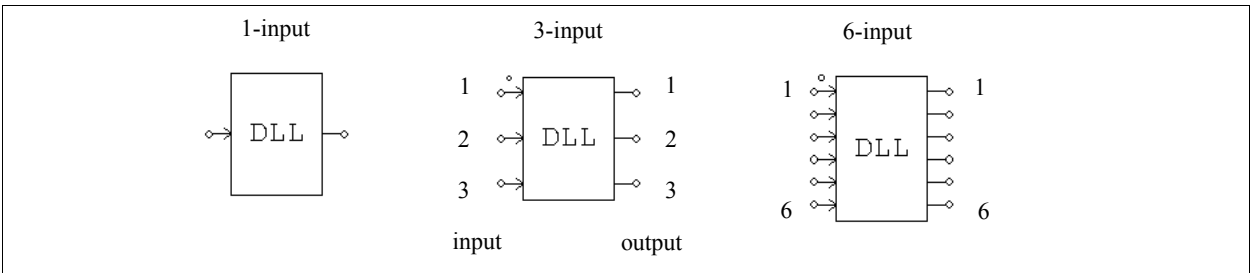 1-input 3-input 6-input
1 1 1 1
DLL 2 DLL 2 DLL
3 3 6 6
input output